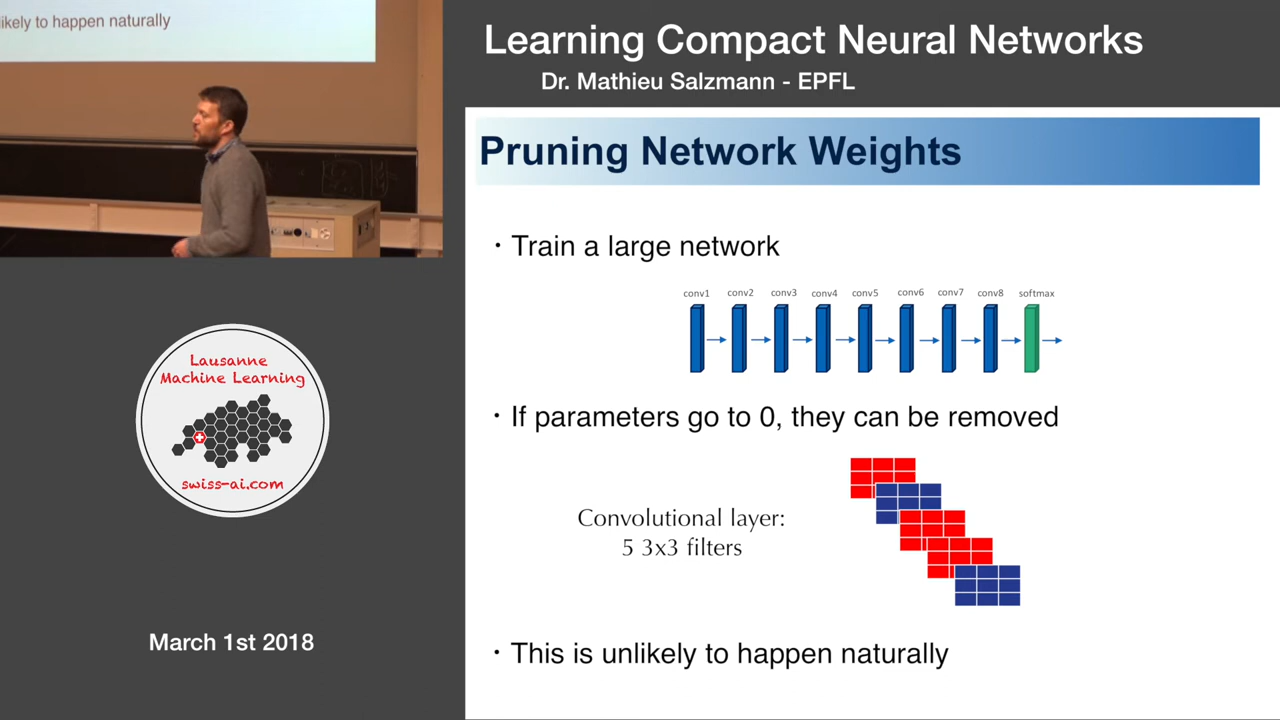 ikely to happen naturally
Learning Compact Neural Networks
Dr. Mathieu Salzmann - EPFL
Pruning Network Weights
· Train a large network
conv1 conv2 conv3 conv4 conv5 conv6 conv7 conv8 softmax
· If parameters go to 0, they can be removed
Convolutional layer:
5 3x3 filters
· This is unlikely to happen naturally
Lausanne
Machine Learning
swiss-ai.com
March 1st 2018